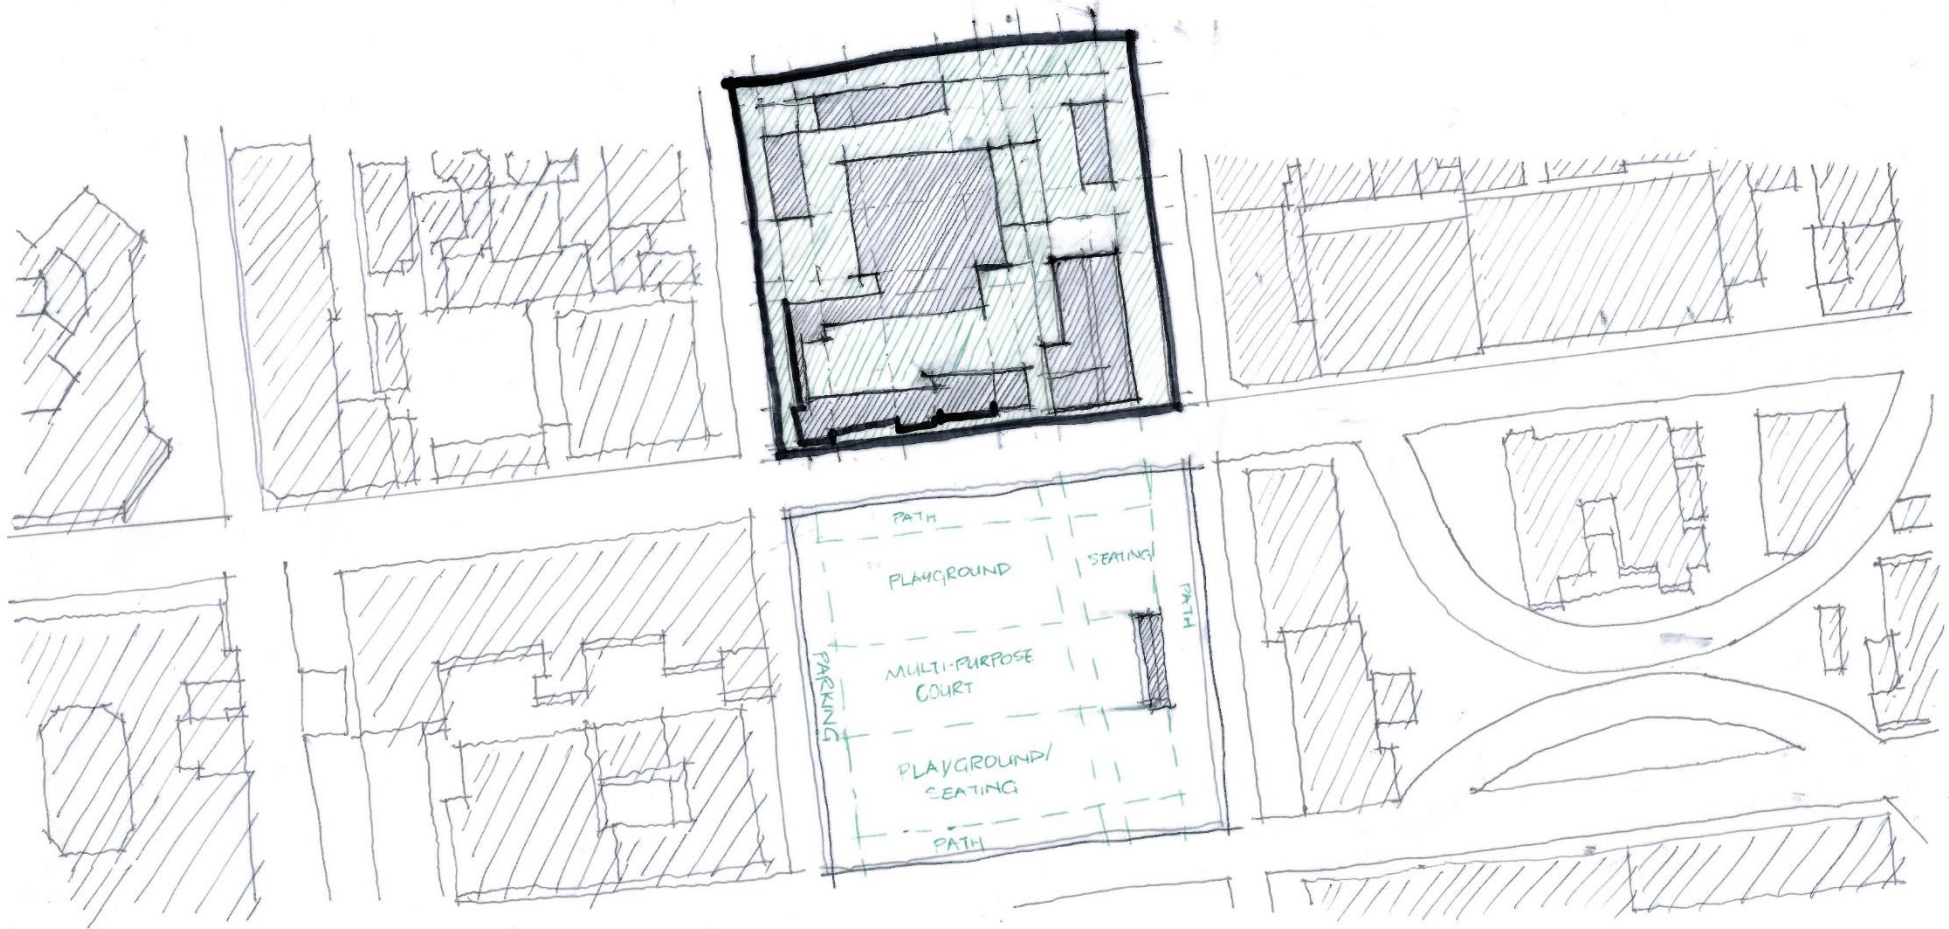 PATH
PLAYGROUND
SEATING
PATH
MULTI-PURPOSE
COURT
PARKING
PLAYGROUND/
SEATING
PATH